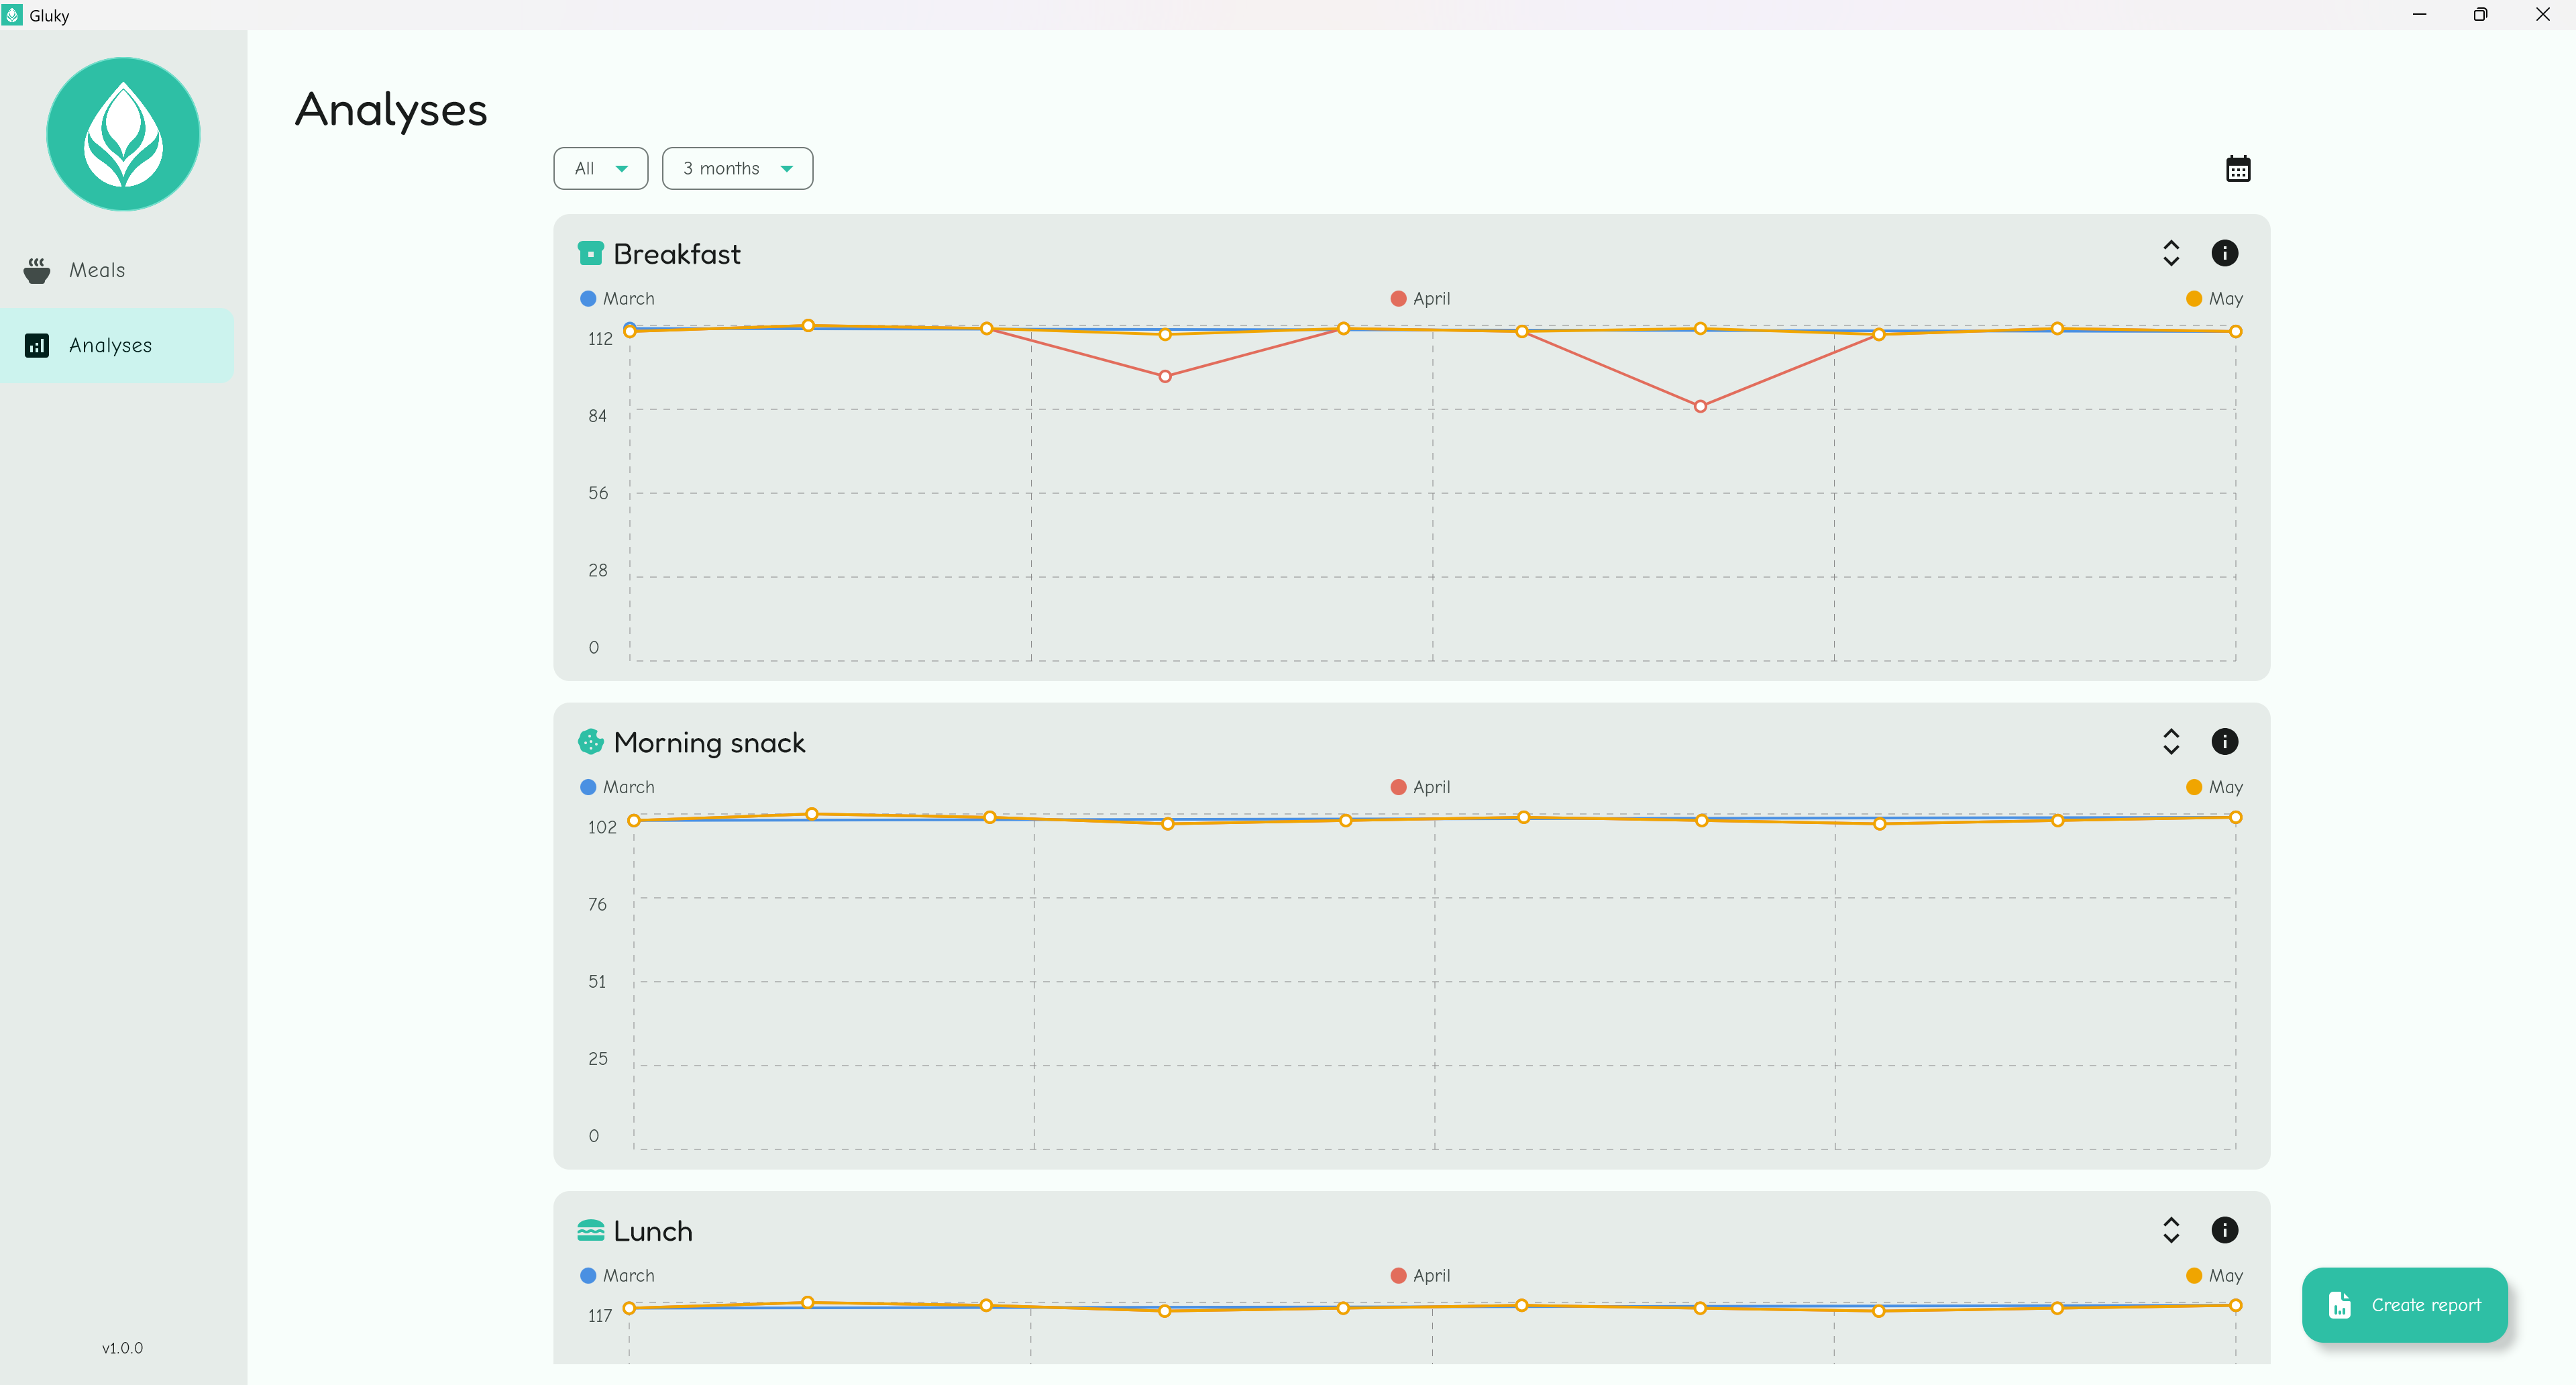 Gluky
Analyses
All 3 months
Meals
Analyses
Breakfast
March April May
112
84
56
28
0
Morning snack
March April May
102
76
51
25
0
Lunch
March April May
117
Create report
v1.0.0